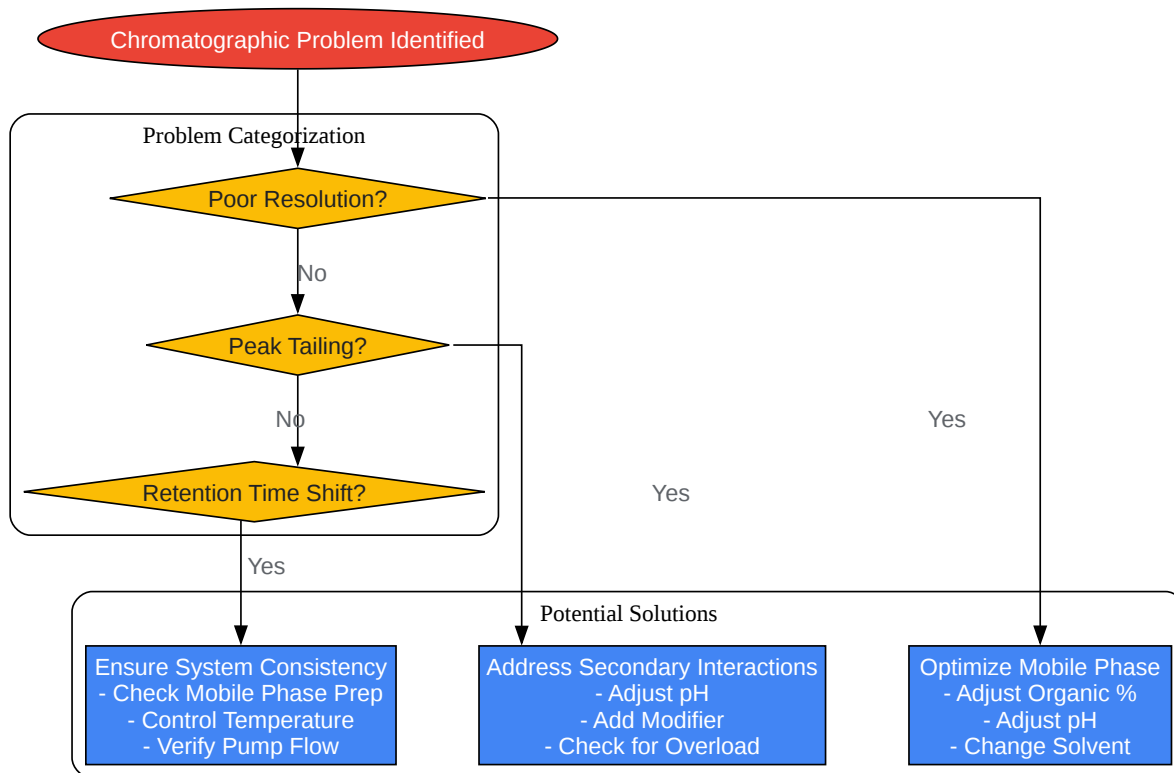 Chromatographic Problem Identified
Problem Categorization
Poor Resolution?
No
Peak Tailing?
No
Yes
Yes
Retention Time Shift?
Yes
Potential Solutions
Ensure System Consistency
- Check Mobile Phase Prep
- Control Temperature
- Verify Pump Flow
Address Secondary Interactions
- Adjust pH
- Add Modifier
- Check for Overload
Optimize Mobile Phase
- Adjust Organic %
- Adjust pH
- Change Solvent